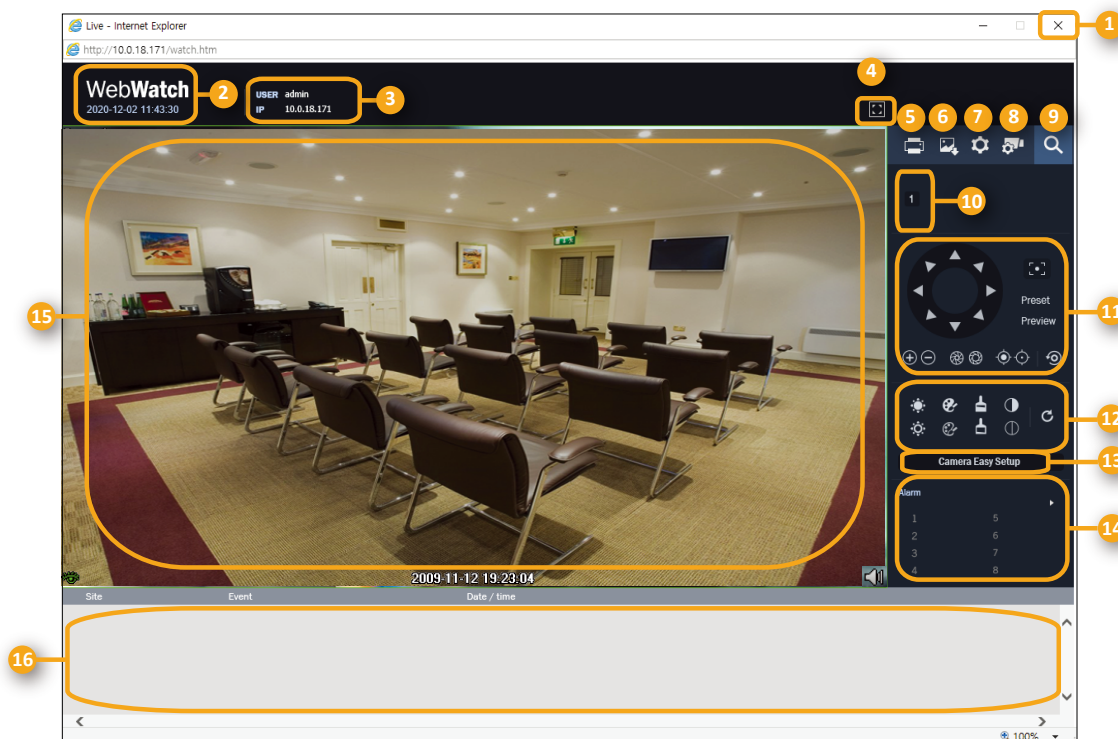 Live - Internet Explorer
1
http://10.0.18.171/watch.htm
WebWatch
2020-12-02 11:43:30
2
USER admin
IP 10.0.18.171
3
4
5 6 7 8 9
1
10
11
Preset
Preview
12
Camera Easy Setup
13
Alarm
1 5
2 6
3 7
4 8
14
15
2009-11-12 19:23:04
Site Event Date / time
16
100%